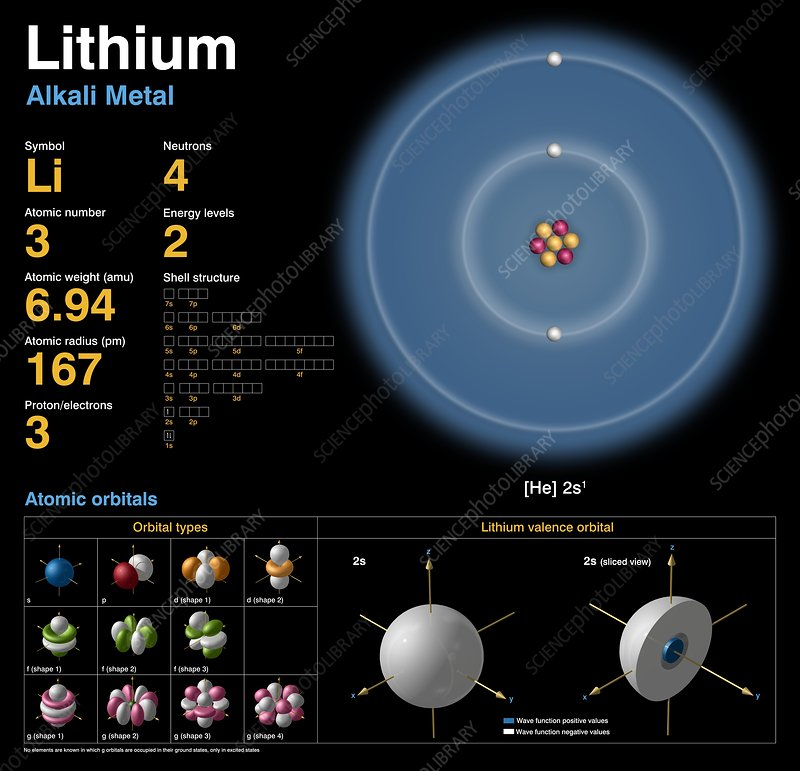 Lithium
Alkali Metal
Symbol
Li
Neutrons
4
Atomic number
3
Energy levels
2
Atomic weight (amu)
6.94
Shell structure
7s 7p
6s 6p 6d
5s 5p 5d 5f
4s 4p 4d 4f
3s 3p 3d
2s 2p
1s
Atomic radius (pm)
167
Proton/electrons
3
[He] 2s¹
Atomic orbitals
Orbital types
s
p
d (shape 1)
d (shape 2)
f (shape 1)
f (shape 2)
f (shape 3)
g (shape 1)
g (shape 2)
g (shape 3)
g (shape 4)
Lithium valence orbital
2s
z
x
y
2s (sliced view)
z
x
y
Wave function positive values
Wave function negative values
No elements are known in which g orbitals are occupied in their ground states, only in excited states
SCIENCEphotoLIBRARY